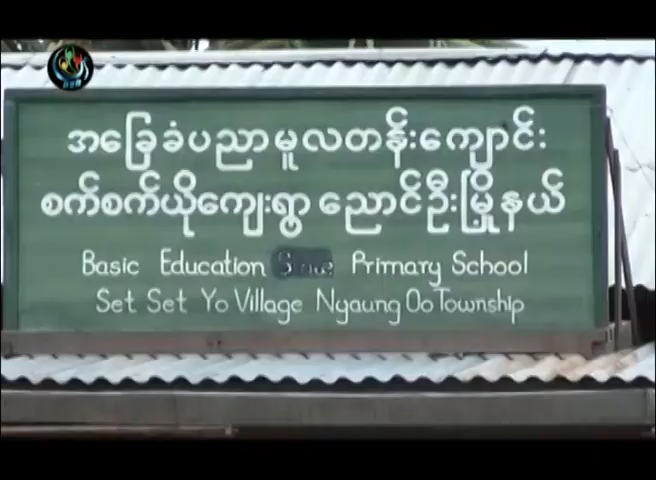 အခြေခံပညာမူလတန်းကျောင်း
စက်စက်ယိုကျေးရွာ ညောင်ဦးမြို့နယ်
Basic Education Primary School
Set Set Yo Village Nyaung Oo Township